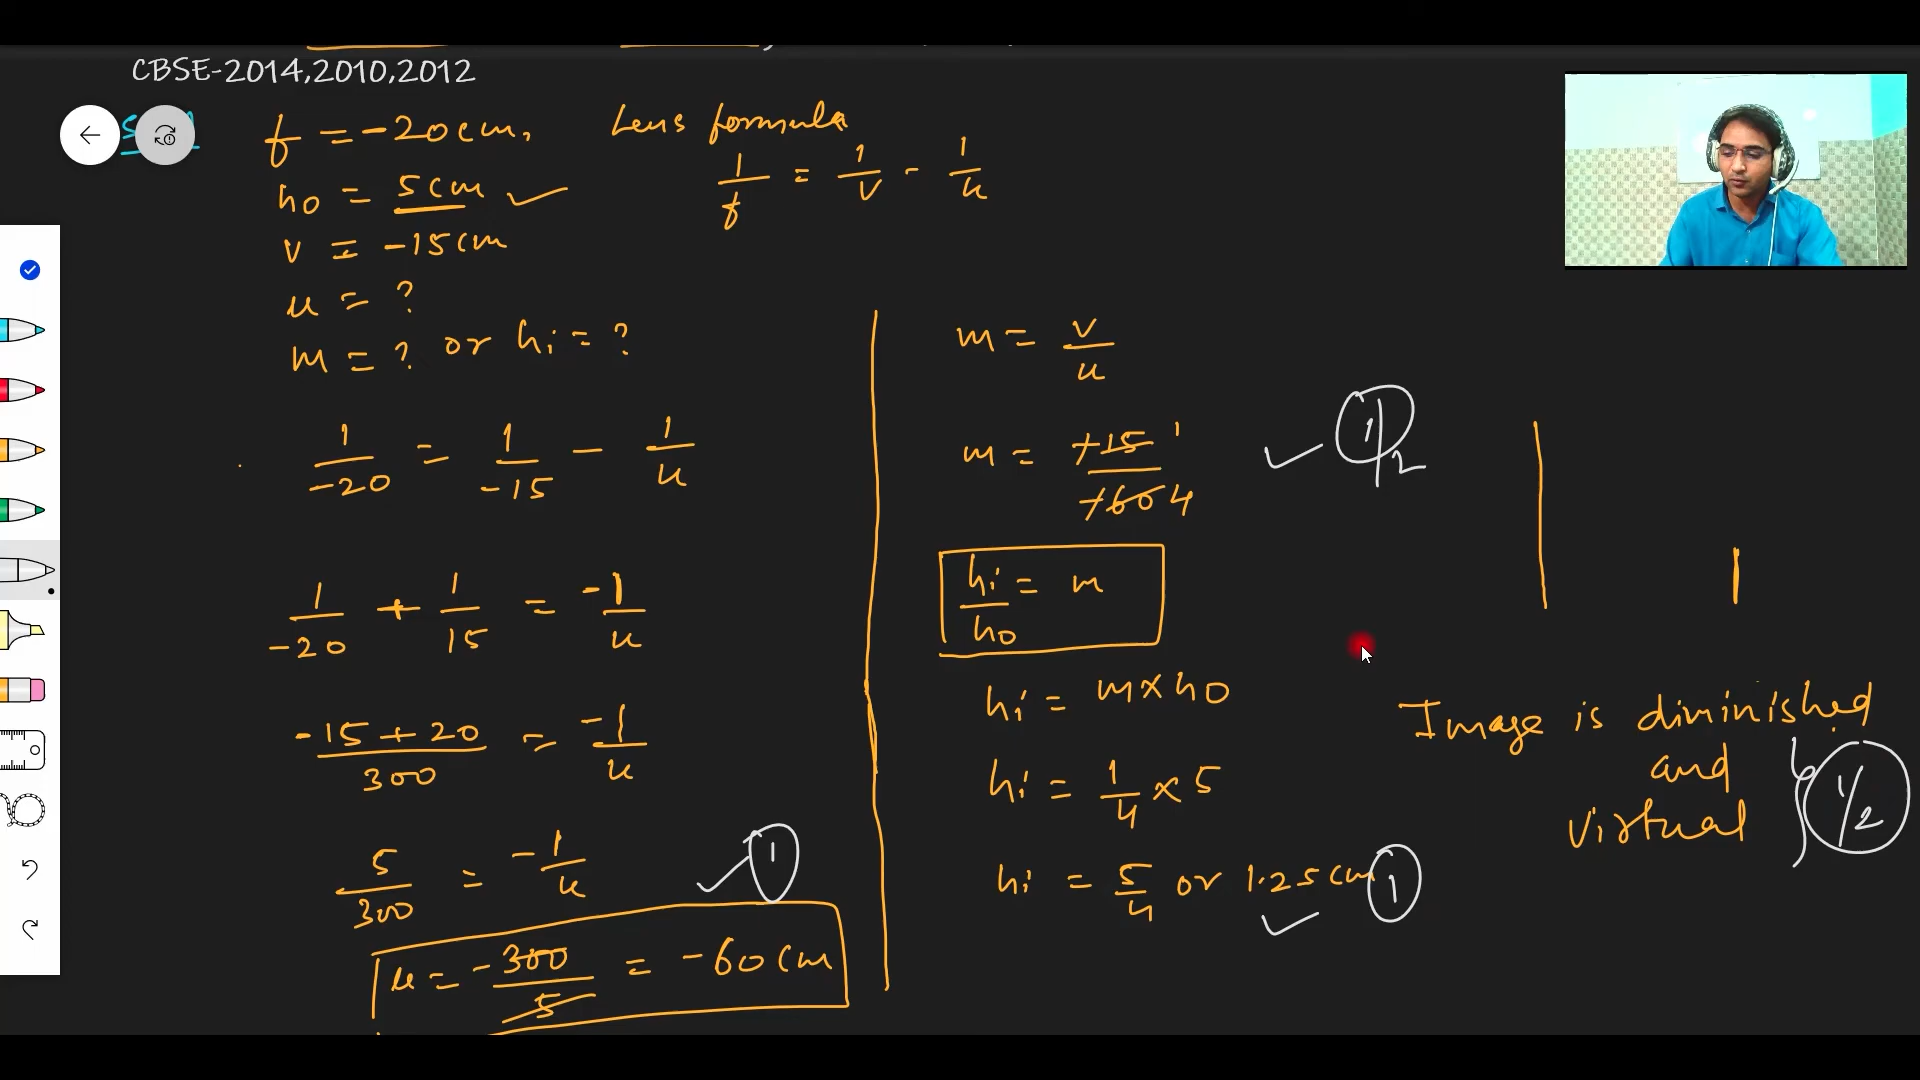 CBSE-2014,2010,2012
f = -20cm,
ho = 5cm ✓
v = -15cm
u = ?
m = ? or hi = ?
Lens formula
1/f = 1/v - 1/u
1/-20 = 1/-15 - 1/u
1/-20 + 1/15 = -1/u
-15+20/300 = -1/u
5/300 = -1/u ✓ 1
u = -300/5 = -60cm
m = v/u
m = +15 1/+60 4 ✓ 1/2
hi/ho = m
hi = m×ho
hi = 1/4 × 5
hi = 5/4 or 1.25cm 1
✓
Image is diminished
and
virtual
1/2